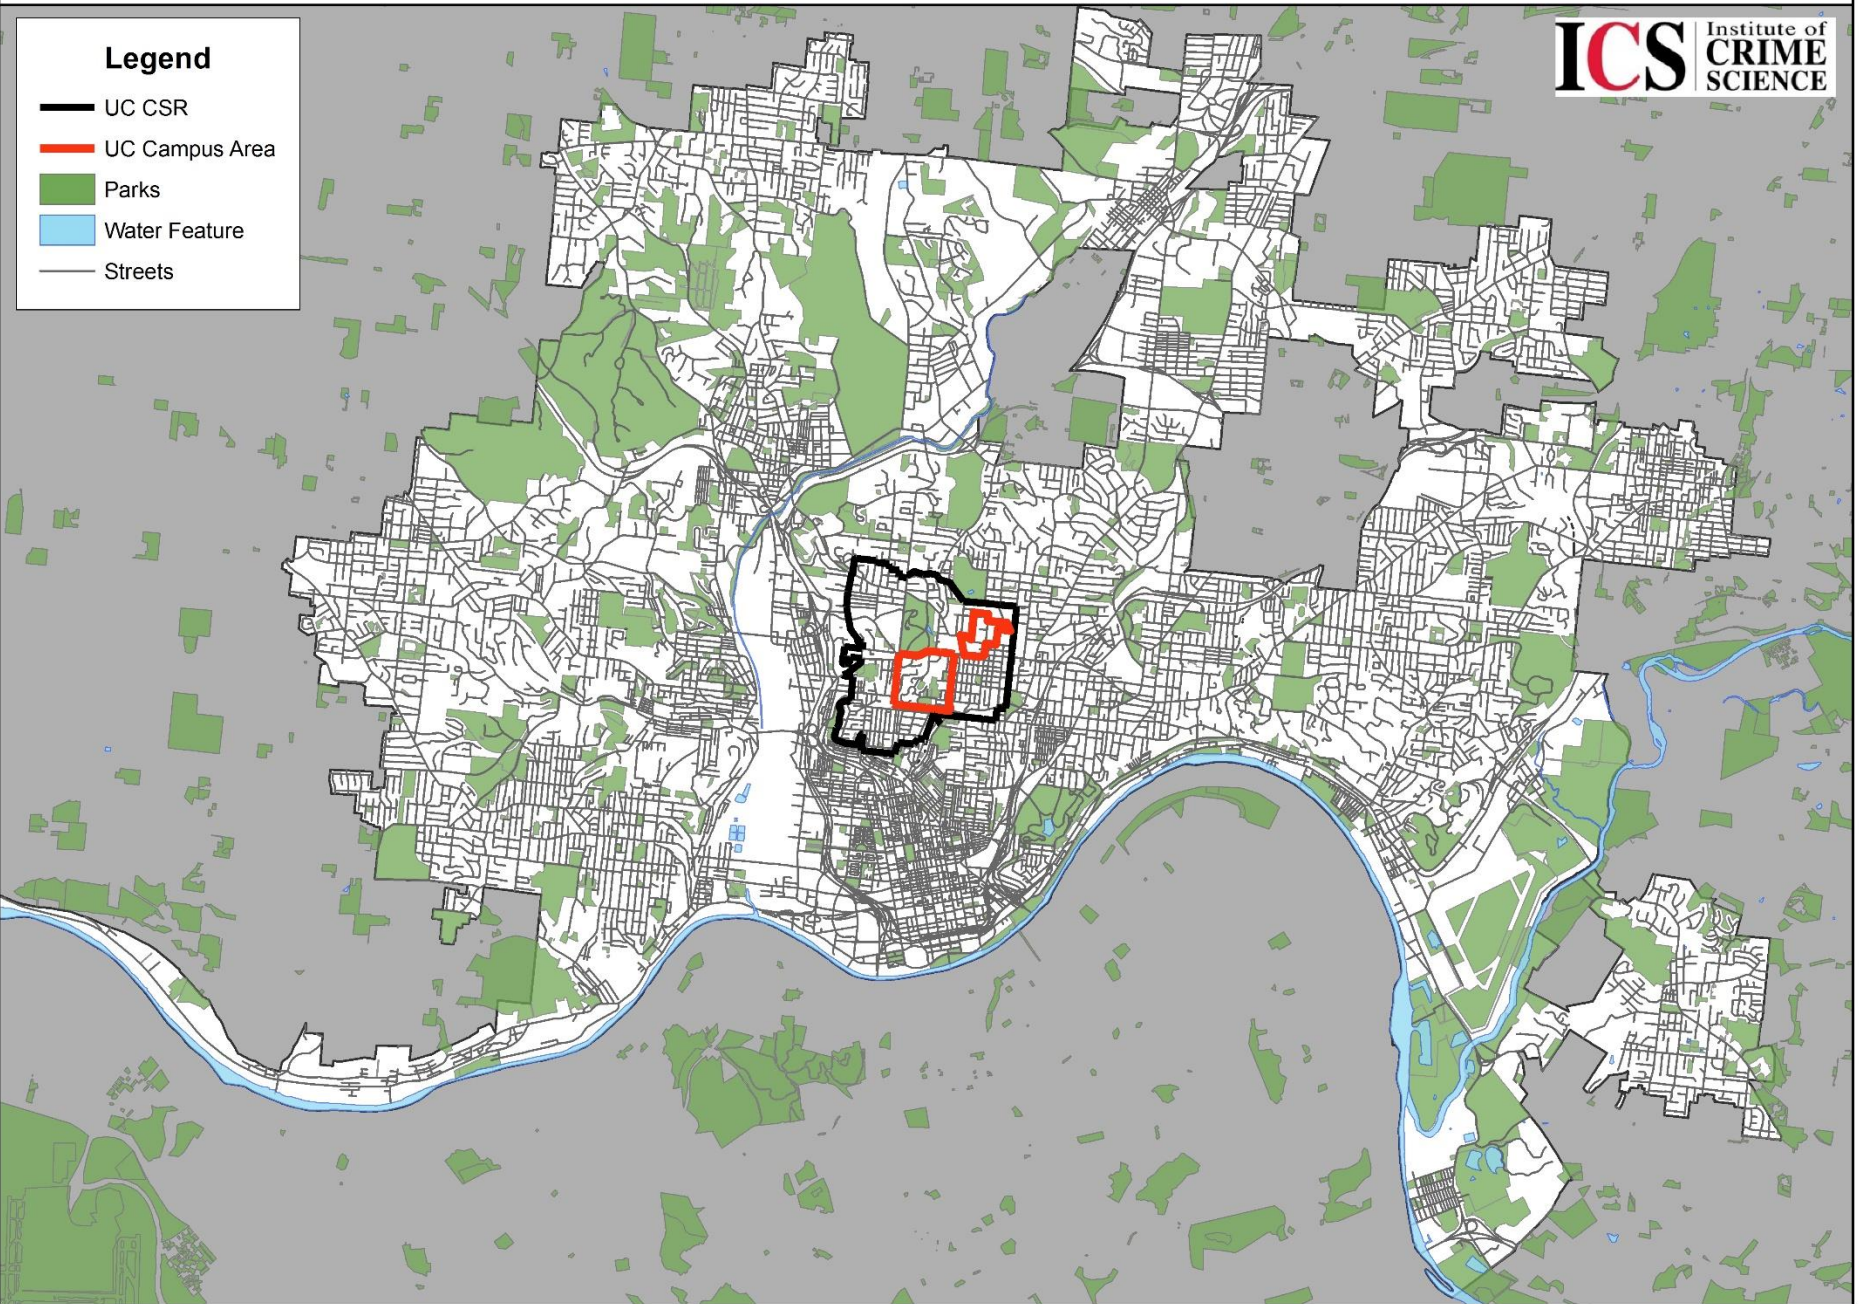 Legend
UC CSR
UC Campus Area
Parks
Water Feature
Streets
ICS
Institute of
CRIME
SCIENCE